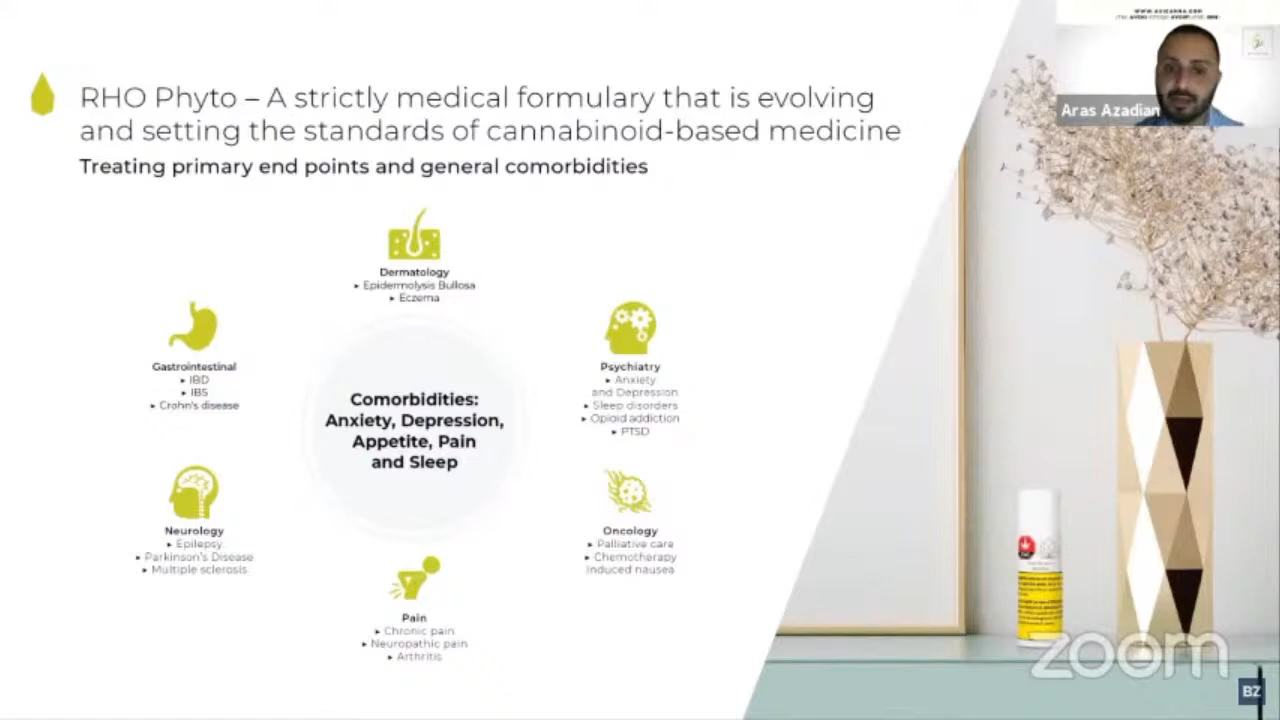 RHO Phyto – A strictly medical formulary that is evolving
and setting the standards of cannabinoid-based medicine
Treating primary end points and general comorbidities
Dermatology
▸ Epidermolysis Bullosa
▸ Eczema
Gastrointestinal
▸ IBD
▸ IBS
▸ Crohn's disease
Psychiatry
▸ Anxiety
and Depression
▸ Sleep disorders
▸ Opioid addiction
▸ PTSD
Comorbidities:
Anxiety, Depression,
Appetite, Pain
and Sleep
Neurology
▸ Epilepsy
▸ Parkinson's Disease
▸ Multiple sclerosis
Oncology
▸ Palliative care
▸ Chemotherapy
induced nausea
Pain
▸ Chronic pain
▸ Neuropathic pain
▸ Arthritis
WWW.AVICANNA.COM
Aras Azadian
zoom
BZ